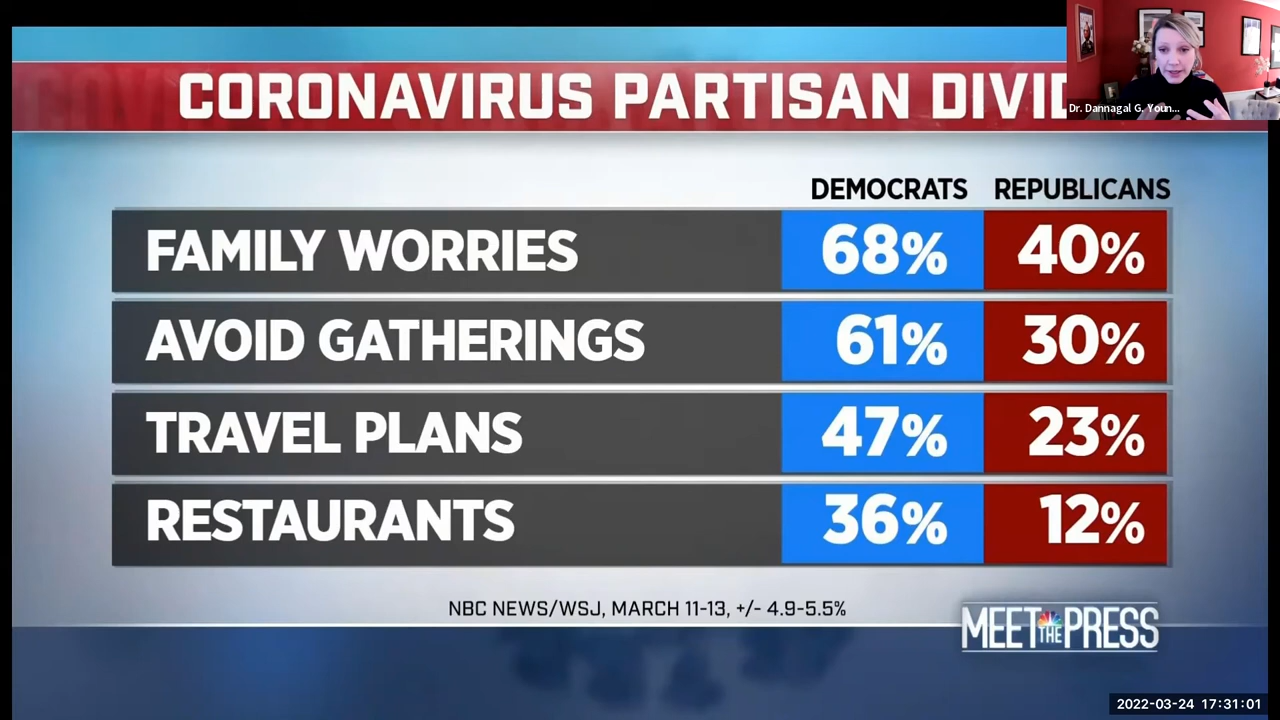 CORONAVIRUS PARTISAN DIVID
Dr. Dannagal G. Youn...
DEMOCRATS REPUBLICANS
FAMILY WORRIES 68% 40%
AVOID GATHERINGS 61% 30%
TRAVEL PLANS 47% 23%
RESTAURANTS 36% 12%
NBC NEWS/WSJ, MARCH 11-13, +/- 4.9-5.5%
MEET THE PRESS
2022-03-24 17:31:01